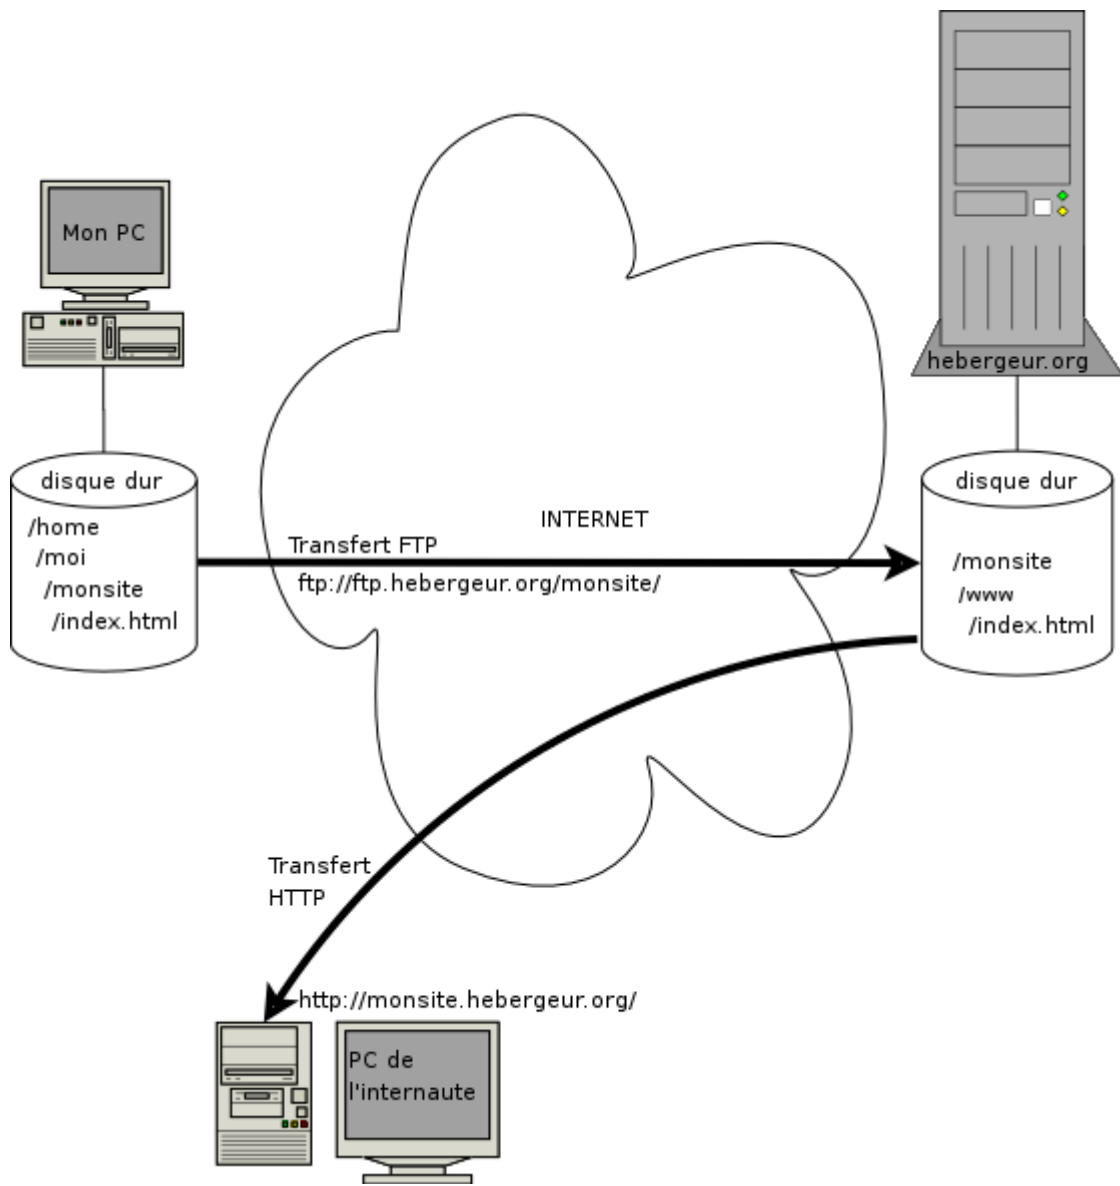 Mon PC
hebergeur.org
disque dur
/home
/moi
/monsite
/index.html
INTERNET
Transfert FTP
ftp://ftp.hebergeur.org/monsite/
disque dur
/monsite
/www
/index.html
Transfert
HTTP
http://monsite.hebergeur.org/
PC de
l'internaute